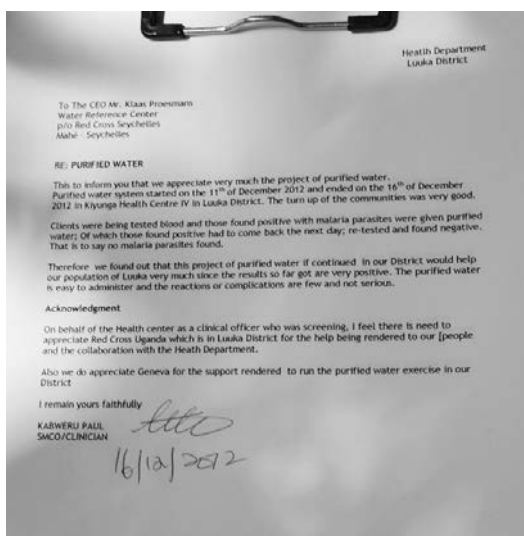 Heatlh Department
Luuka District
To The CEO Mr. Klaas Proesmans
Water Reference Center
p/o Red Cross Seychelles
Mahé - Seychelles
RE: PURIFIED WATER
This to inform you that we appreciate very much the project of purified water.
Purified water system started on the 11th of December 2012 and ended on the 16th of December
2012 in Kiyunga Health Centre IV in Luuka District. The turn up of the communities was very good.
Clients were being tested blood and those found positive with malaria parasites were given purified
water; Of which those found positive had to come back the next day; re-tested and found negative.
That is to say no malaria parasites found.
Therefore we found out that this project of purified water if continued in our District would help
our population of Luuka very much since the results so far got are very positive. The purified water
is easy to administer and the reactions or complications are few and not serious.
Acknowledgment
On behalf of the Health center as a clinical officer who was screening, I feel there is need to
appreciate Red Cross Uganda which is in Luuka District for the help being rendered to our [people
and the collaboration with the Heath Department.
Also we do appreciate Geneva for the support rendered to run the purified water exercise in our
District
I remain yours faithfully
KABWERU PAUL
SMCO/CLINICIAN
16/12/2012